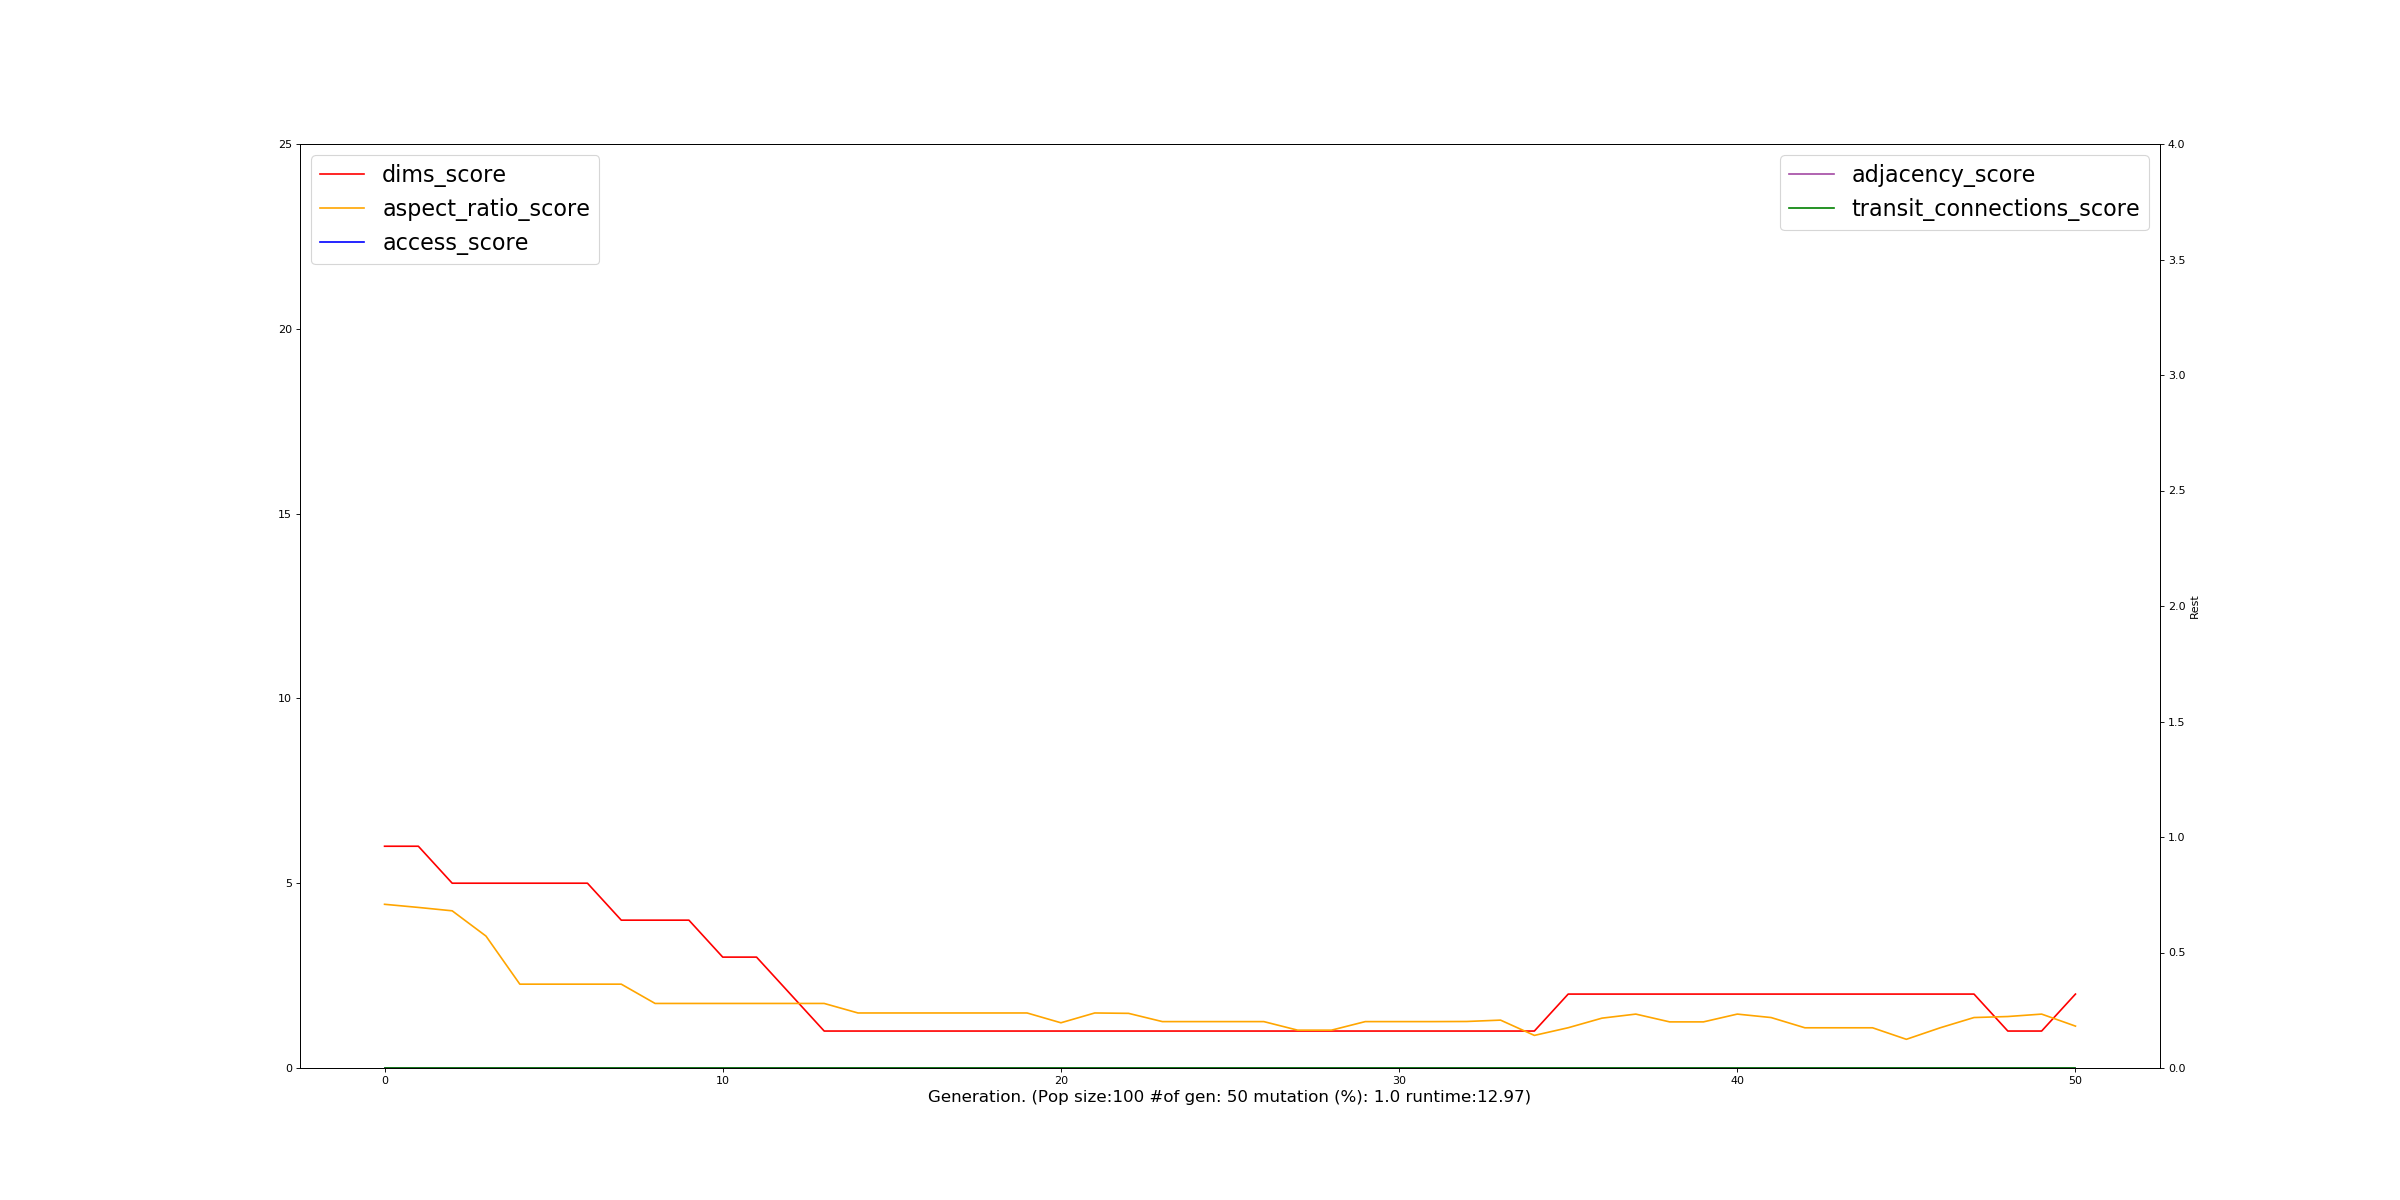 dims_score
aspect_ratio_score
access_score
adjacency_score
transit_connections_score
25
20
15
10
5
0
4.0
3.5
3.0
2.5
2.0
1.5
1.0
0.5
0.0
Rest
0 10 20 30 40 50
Generation. (Pop size:100 #of gen: 50 mutation (%): 1.0 runtime:12.97)